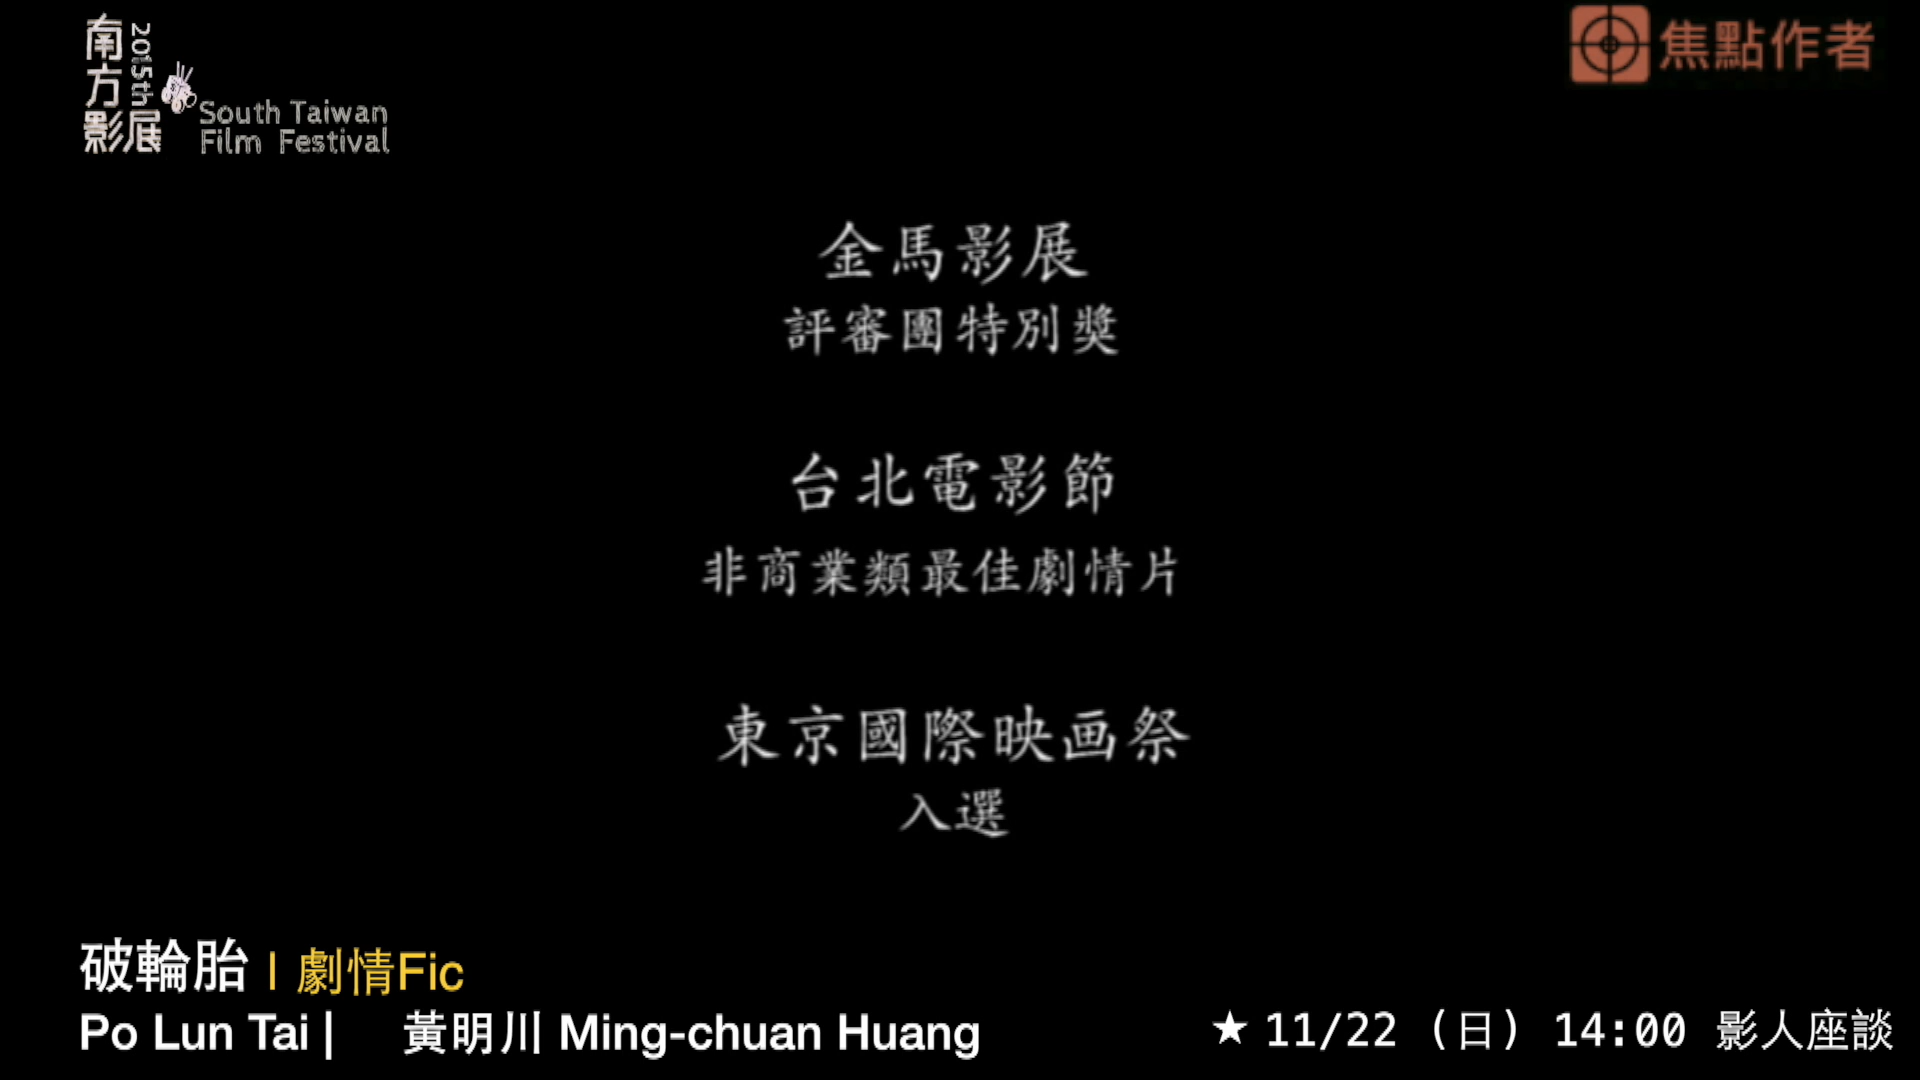 南方影展
2015th
South Taiwan
Film Festival
焦點作者
金馬影展
評審團特別獎
台北電影節
非商業類最佳劇情片
東京國際映画祭
入選
破輪胎 | 劇情Fic
Po Lun Tai | 黃明川 Ming-chuan Huang
★ 11/22 (日) 14:00 影人座談